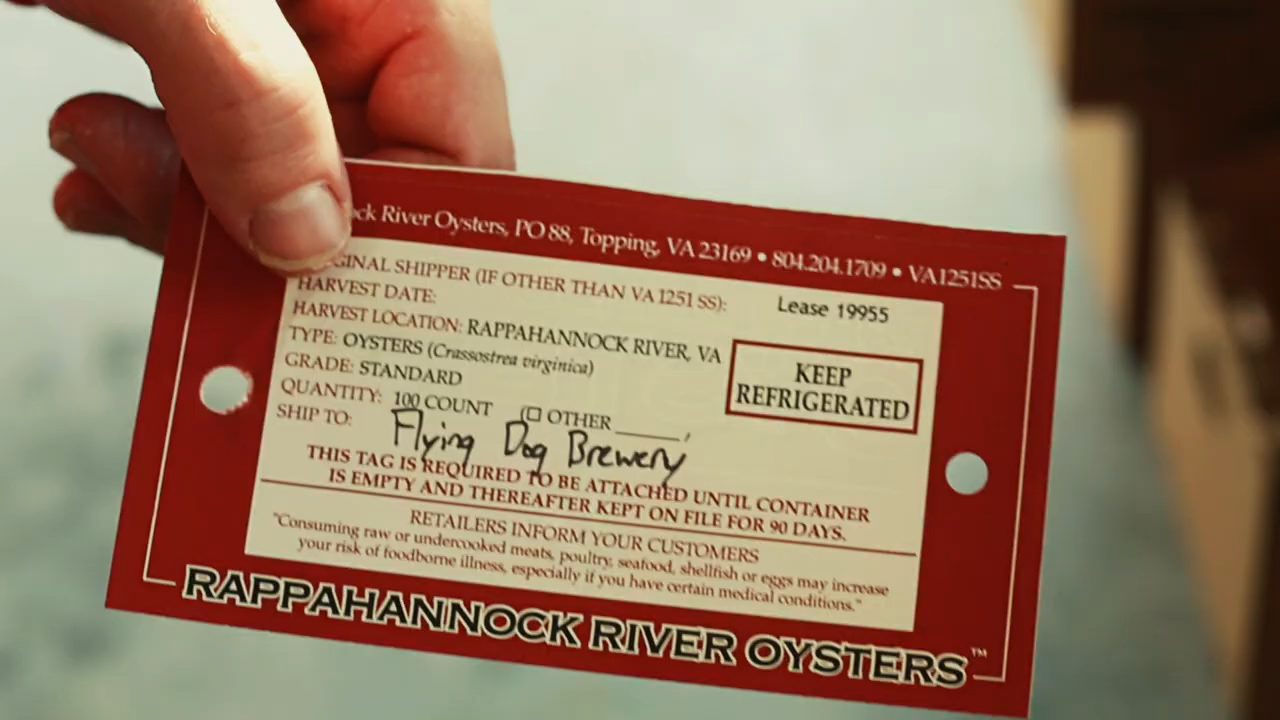 ck River Oysters, PO 88, Topping, VA 23169 • 804.204.1709 • VA1251SS
GINAL SHIPPER (IF OTHER THAN VA 1251 SS): Lease 19955
HARVEST DATE:
HARVEST LOCATION: RAPPAHANNOCK RIVER, VA
TYPE: OYSTERS (Crassostrea virginica)
GRADE: STANDARD
KEEP
REFRIGERATED
QUANTITY: 100 COUNT (☐ OTHER ______,
SHIP TO: Flying Dog Brewery
THIS TAG IS REQUIRED TO BE ATTACHED UNTIL CONTAINER
IS EMPTY AND THEREAFTER KEPT ON FILE FOR 90 DAYS.
RETAILERS INFORM YOUR CUSTOMERS
"Consuming raw or undercooked meats, poultry, seafood, shellfish or eggs may increase
your risk of foodborne illness, especially if you have certain medical conditions."
RAPPAHANNOCK RIVER OYSTERS™